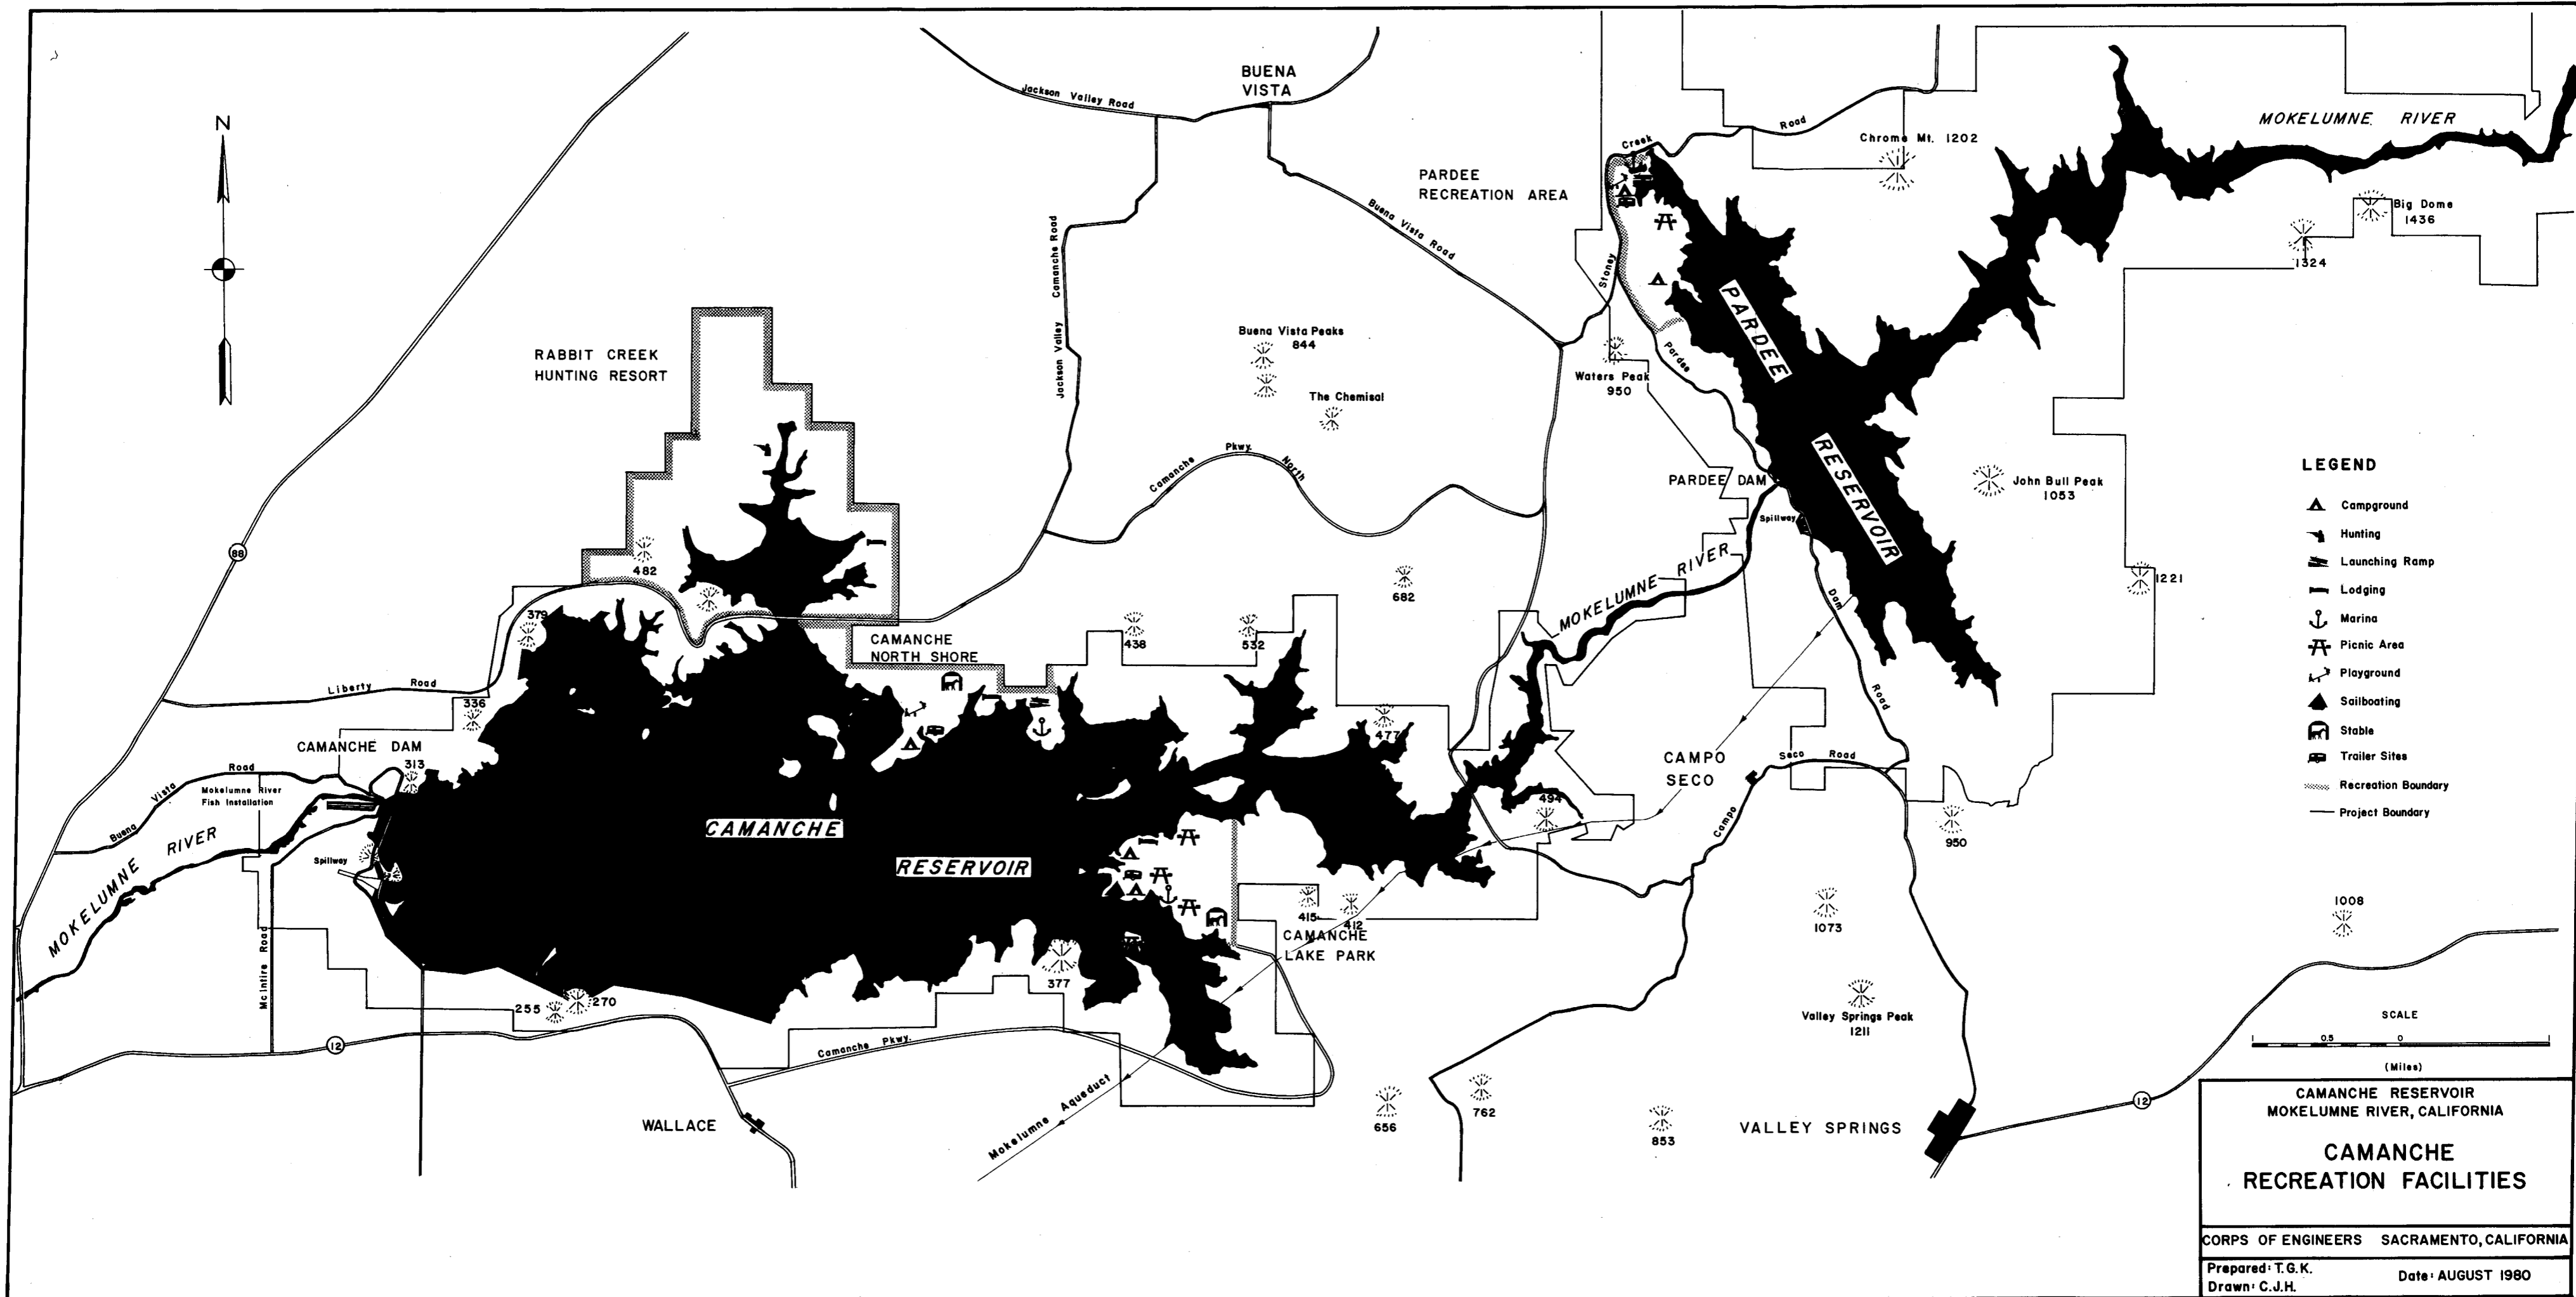 N
BUENA
VISTA
Jackson Valley Road
Jackson Valley Camanche Road
Buena Vista Road
PARDEE
RECREATION AREA
Stoney Creek Road
Chrome Mt. 1202
MOKELUMNE RIVER
Big Dome
1436
1324
RABBIT CREEK
HUNTING RESORT
Buena Vista Peaks
844
The Chemisal
Waters Peak
950
Pardee Dam Road
PARDEE
RESERVOIR
PARDEE DAM
Spillway
John Bull Peak
1053
1221
Camanche Pkwy. North
88
482
379
CAMANCHE
NORTH SHORE
438
532
682
MOKELUMNE RIVER
Liberty Road
336
CAMANCHE DAM
313
Buena Vista Road
Mokelumne River
Fish Installation
MOKELUMNE RIVER
Spillway
McIntire Road
CAMANCHE
RESERVOIR
477
494
CAMPO
SECO
Campo Seco Road
950
415
412
CAMANCHE
LAKE PARK
377
255
270
12
Camanche Pkwy.
Mokelumne Aqueduct
WALLACE
1073
1008
Valley Springs Peak
1211
656
762
853
VALLEY SPRINGS
12
LEGEND
Campground
Hunting
Launching Ramp
Lodging
Marina
Picnic Area
Playground
Sailboating
Stable
Trailer Sites
Recreation Boundary
Project Boundary
SCALE
1 0.5 0 1
(Miles)
CAMANCHE RESERVOIR
MOKELUMNE RIVER, CALIFORNIA
CAMANCHE
RECREATION FACILITIES
CORPS OF ENGINEERS SACRAMENTO, CALIFORNIA
Prepared: T.G.K.
Drawn: C.J.H.
Date: AUGUST 1980